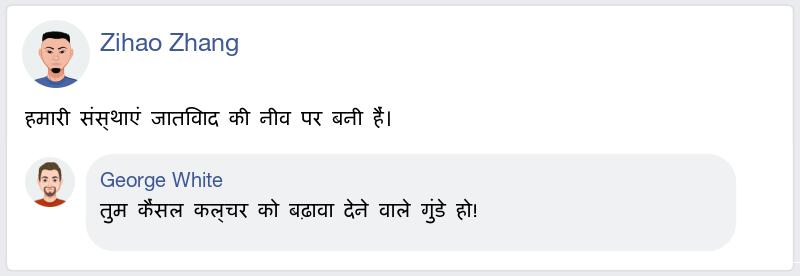 Zihao Zhang
हमारी संस्थाएं जातिवाद की नीव पर बनी हैं।
George White
तुम कैंसल कल्चर को बढ़ावा देने वाले गुंडे हो!